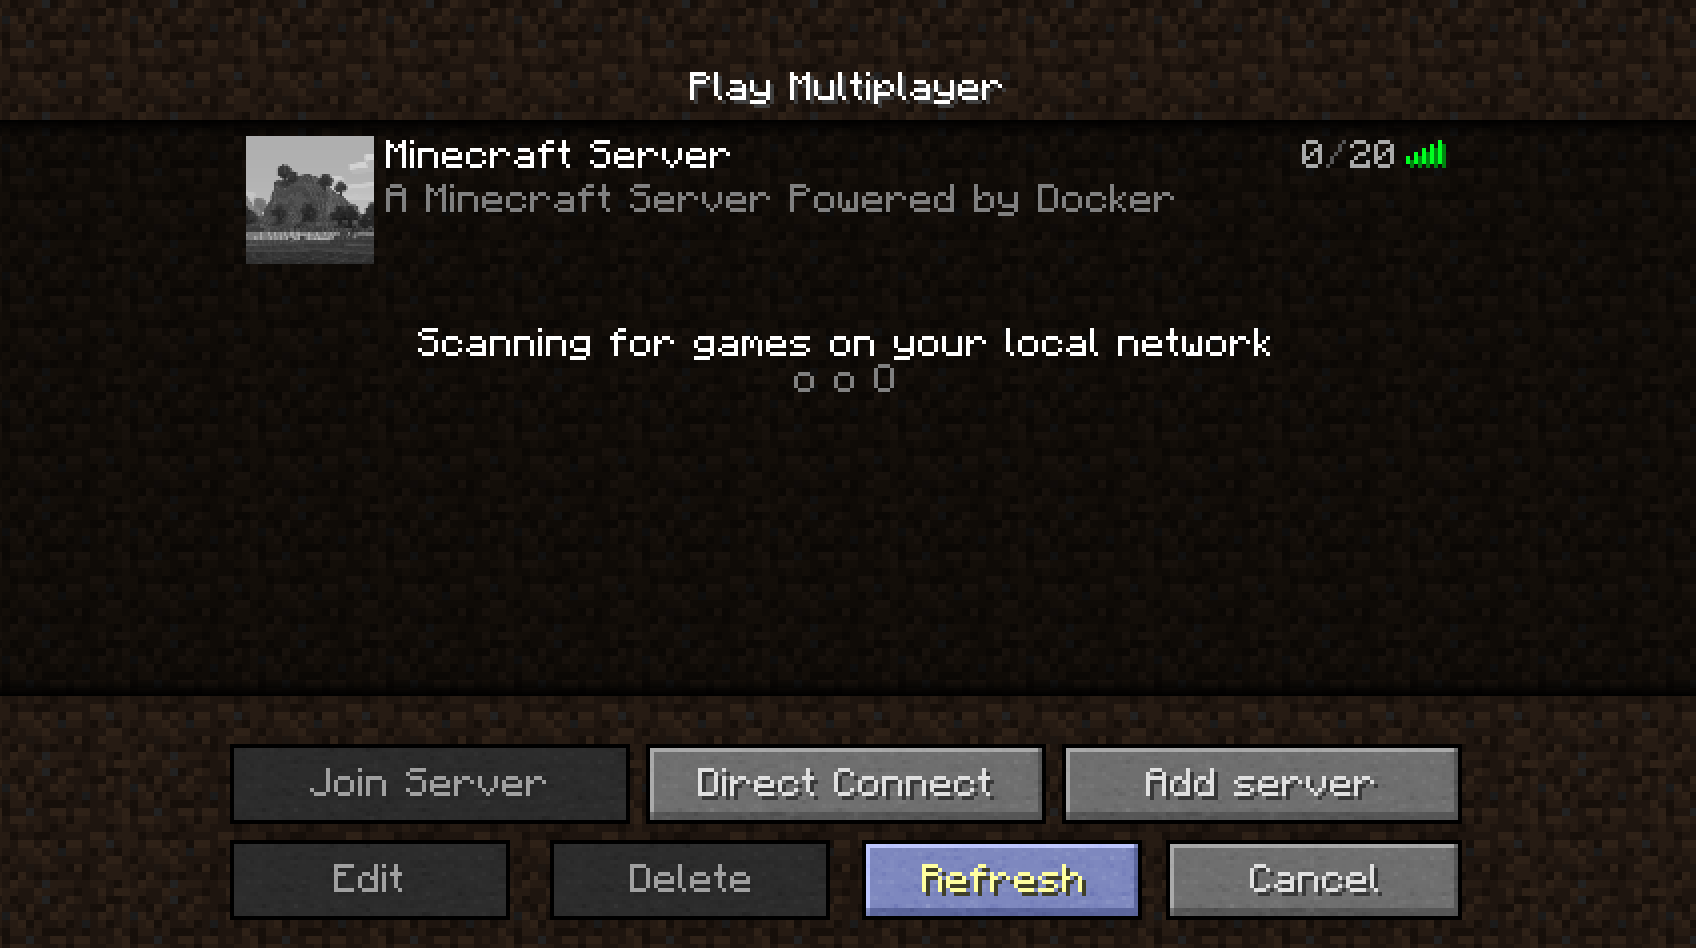 Play Multiplayer
Minecraft Server
0/20
A Minecraft Server Powered by Docker
Scanning for games on your local network
o o O
Join Server
Direct Connect
Add server
Edit
Delete
Refresh
Cancel